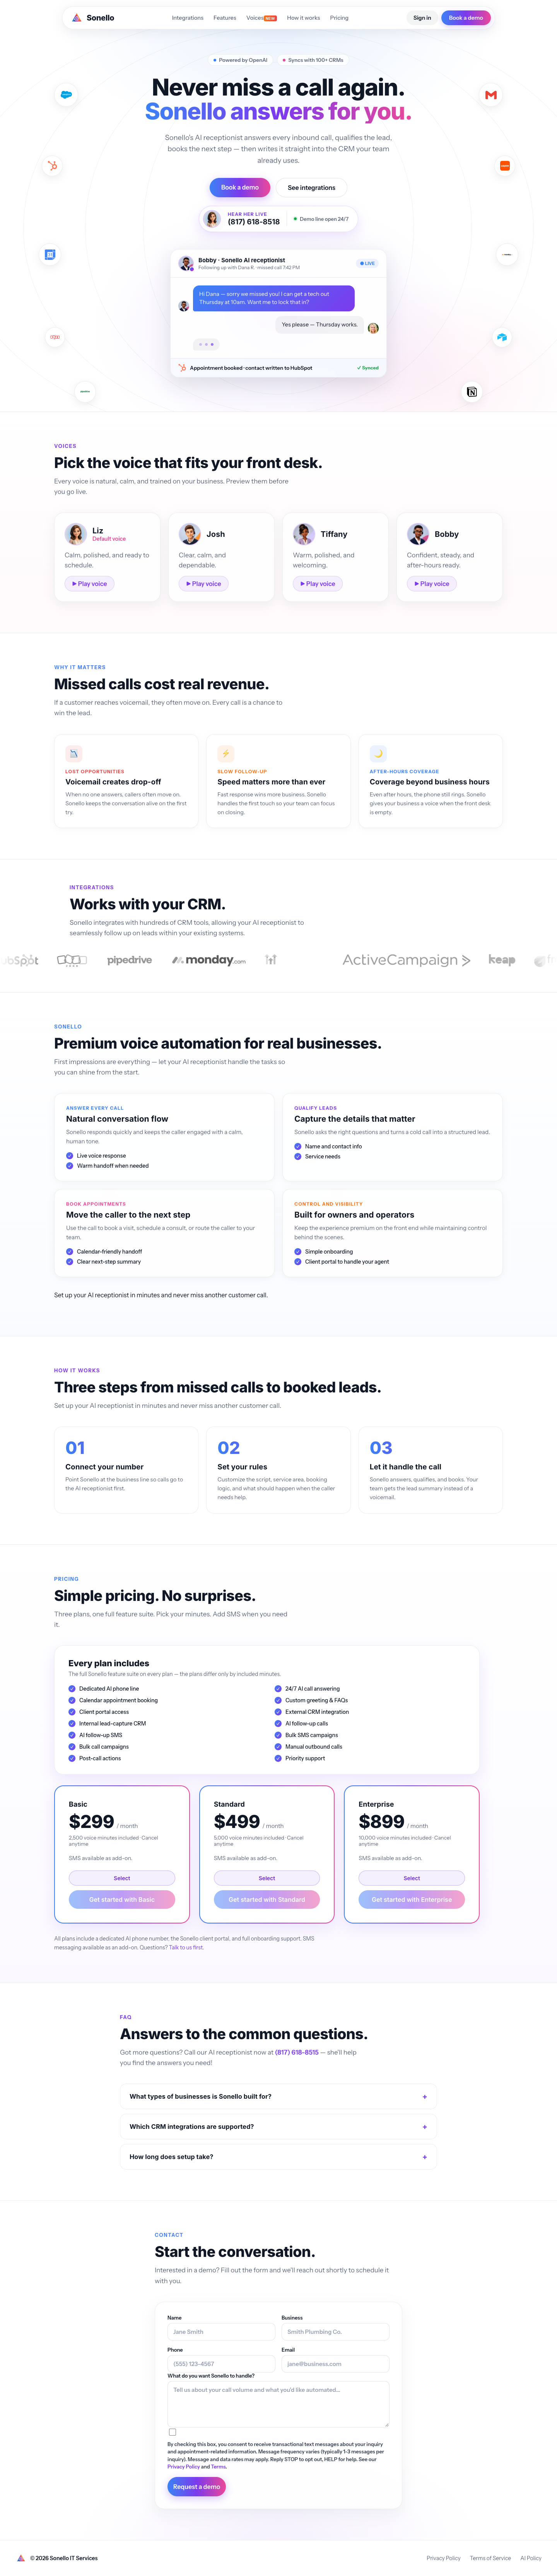 Sonello
Integrations Features Voices NEW How it works Pricing
Sign in Book a demo
Powered by OpenAI Syncs with 100+ CRMs
Never miss a call again.
Sonello answers for you.
Sonello's AI receptionist answers every inbound call, qualifies the lead,
books the next step — then writes it straight into the CRM your team
already uses.
Book a demo See integrations
HEAR HER LIVE
(817) 618-8518
Demo line open 24/7
Bobby · Sonello AI receptionist
Following up with Dana R. · missed call 7:42 PM
LIVE
Hi Dana — sorry we missed you! I can get a tech out
Thursday at 10am. Want me to lock that in?
Yes please — Thursday works.
Appointment booked · contact written to HubSpot ✓ Synced
VOICES
Pick the voice that fits your front desk.
Every voice is natural, calm, and trained on your business. Preview them before
you go live.
Liz
Default voice
Calm, polished, and ready to
schedule.
▶ Play voice
Josh
Clear, calm, and
dependable.
▶ Play voice
Tiffany
Warm, polished, and
welcoming.
▶ Play voice
Bobby
Confident, steady, and
after-hours ready.
▶ Play voice
WHY IT MATTERS
Missed calls cost real revenue.
If a customer reaches voicemail, they often move on. Every call is a chance to
win the lead.
LOST OPPORTUNITIES
Voicemail creates drop-off
When no one answers, callers often move on.
Sonello keeps the conversation alive on the first
try.
SLOW FOLLOW-UP
Speed matters more than ever
Fast response wins more business. Sonello
handles the first touch so your team can focus
on closing.
AFTER-HOURS COVERAGE
Coverage beyond business hours
Even after hours, the phone still rings. Sonello
gives your business a voice when the front desk
is empty.
INTEGRATIONS
Works with your CRM.
Sonello integrates with hundreds of CRM tools, allowing your AI receptionist to
seamlessly follow up on leads within your existing systems.
ubSpot ZOHO pipedrive monday.com ActiveCampaign > keap
SONELLO
Premium voice automation for real businesses.
First impressions are everything — let your AI receptionist handle the tasks so
you can shine from the start.
ANSWER EVERY CALL
Natural conversation flow
Sonello responds quickly and keeps the caller engaged with a calm,
human tone.
Live voice response
Warm handoff when needed
QUALIFY LEADS
Capture the details that matter
Sonello asks the right questions and turns a cold call into a structured lead.
Name and contact info
Service needs
BOOK APPOINTMENTS
Move the caller to the next step
Use the call to book a visit, schedule a consult, or route the caller to your
team.
Calendar-friendly handoff
Clear next-step summary
CONTROL AND VISIBILITY
Built for owners and operators
Keep the experience premium on the front end while maintaining control
behind the scenes.
Simple onboarding
Client portal to handle your agent
Set up your AI receptionist in minutes and never miss another customer call.
HOW IT WORKS
Three steps from missed calls to booked leads.
Set up your AI receptionist in minutes and never miss another customer call.
01
Connect your number
Point Sonello at the business line so calls go to
the AI receptionist first.
02
Set your rules
Customize the script, service area, booking
logic, and what should happen when the caller
needs help.
03
Let it handle the call
Sonello answers, qualifies, and books. Your
team gets the lead summary instead of a
voicemail.
PRICING
Simple pricing. No surprises.
Three plans, one full feature suite. Pick your minutes. Add SMS when you need
it.
Every plan includes
The full Sonello feature suite on every plan — the plans differ only by included minutes.
Dedicated AI phone line
24/7 AI call answering
Calendar appointment booking
Custom greeting & FAQs
Client portal access
External CRM integration
Internal lead-capture CRM
AI follow-up calls
AI follow-up SMS
Bulk SMS campaigns
Bulk call campaigns
Manual outbound calls
Post-call actions
Priority support
Basic
$299 / month
2,500 voice minutes included · Cancel
anytime
SMS available as add-on.
Select
Get started with Basic
Standard
$499 / month
5,000 voice minutes included · Cancel
anytime
SMS available as add-on.
Select
Get started with Standard
Enterprise
$899 / month
10,000 voice minutes included · Cancel
anytime
SMS available as add-on.
Select
Get started with Enterprise
All plans include a dedicated AI phone number, the Sonello client portal, and full onboarding support. SMS
messaging available as an add-on. Questions? Talk to us first.
FAQ
Answers to the common questions.
Got more questions? Call our AI receptionist now at (817) 618-8515 — she'll help
you find the answers you need!
What types of businesses is Sonello built for? +
Which CRM integrations are supported? +
How long does setup take? +
CONTACT
Start the conversation.
Interested in a demo? Fill out the form and we'll reach out shortly to schedule it
with you.
Name Business
Jane Smith Smith Plumbing Co.
Phone Email
(555) 123-4567 jane@business.com
What do you want Sonello to handle?
Tell us about your call volume and what you'd like automated...
By checking this box, you consent to receive transactional text messages about your inquiry
and appointment-related information. Message frequency varies (typically 1-3 messages per
inquiry). Message and data rates may apply. Reply STOP to opt out, HELP for help. See our
Privacy Policy and Terms.
Request a demo
© 2026 Sonello IT Services
Privacy Policy Terms of Service AI Policy